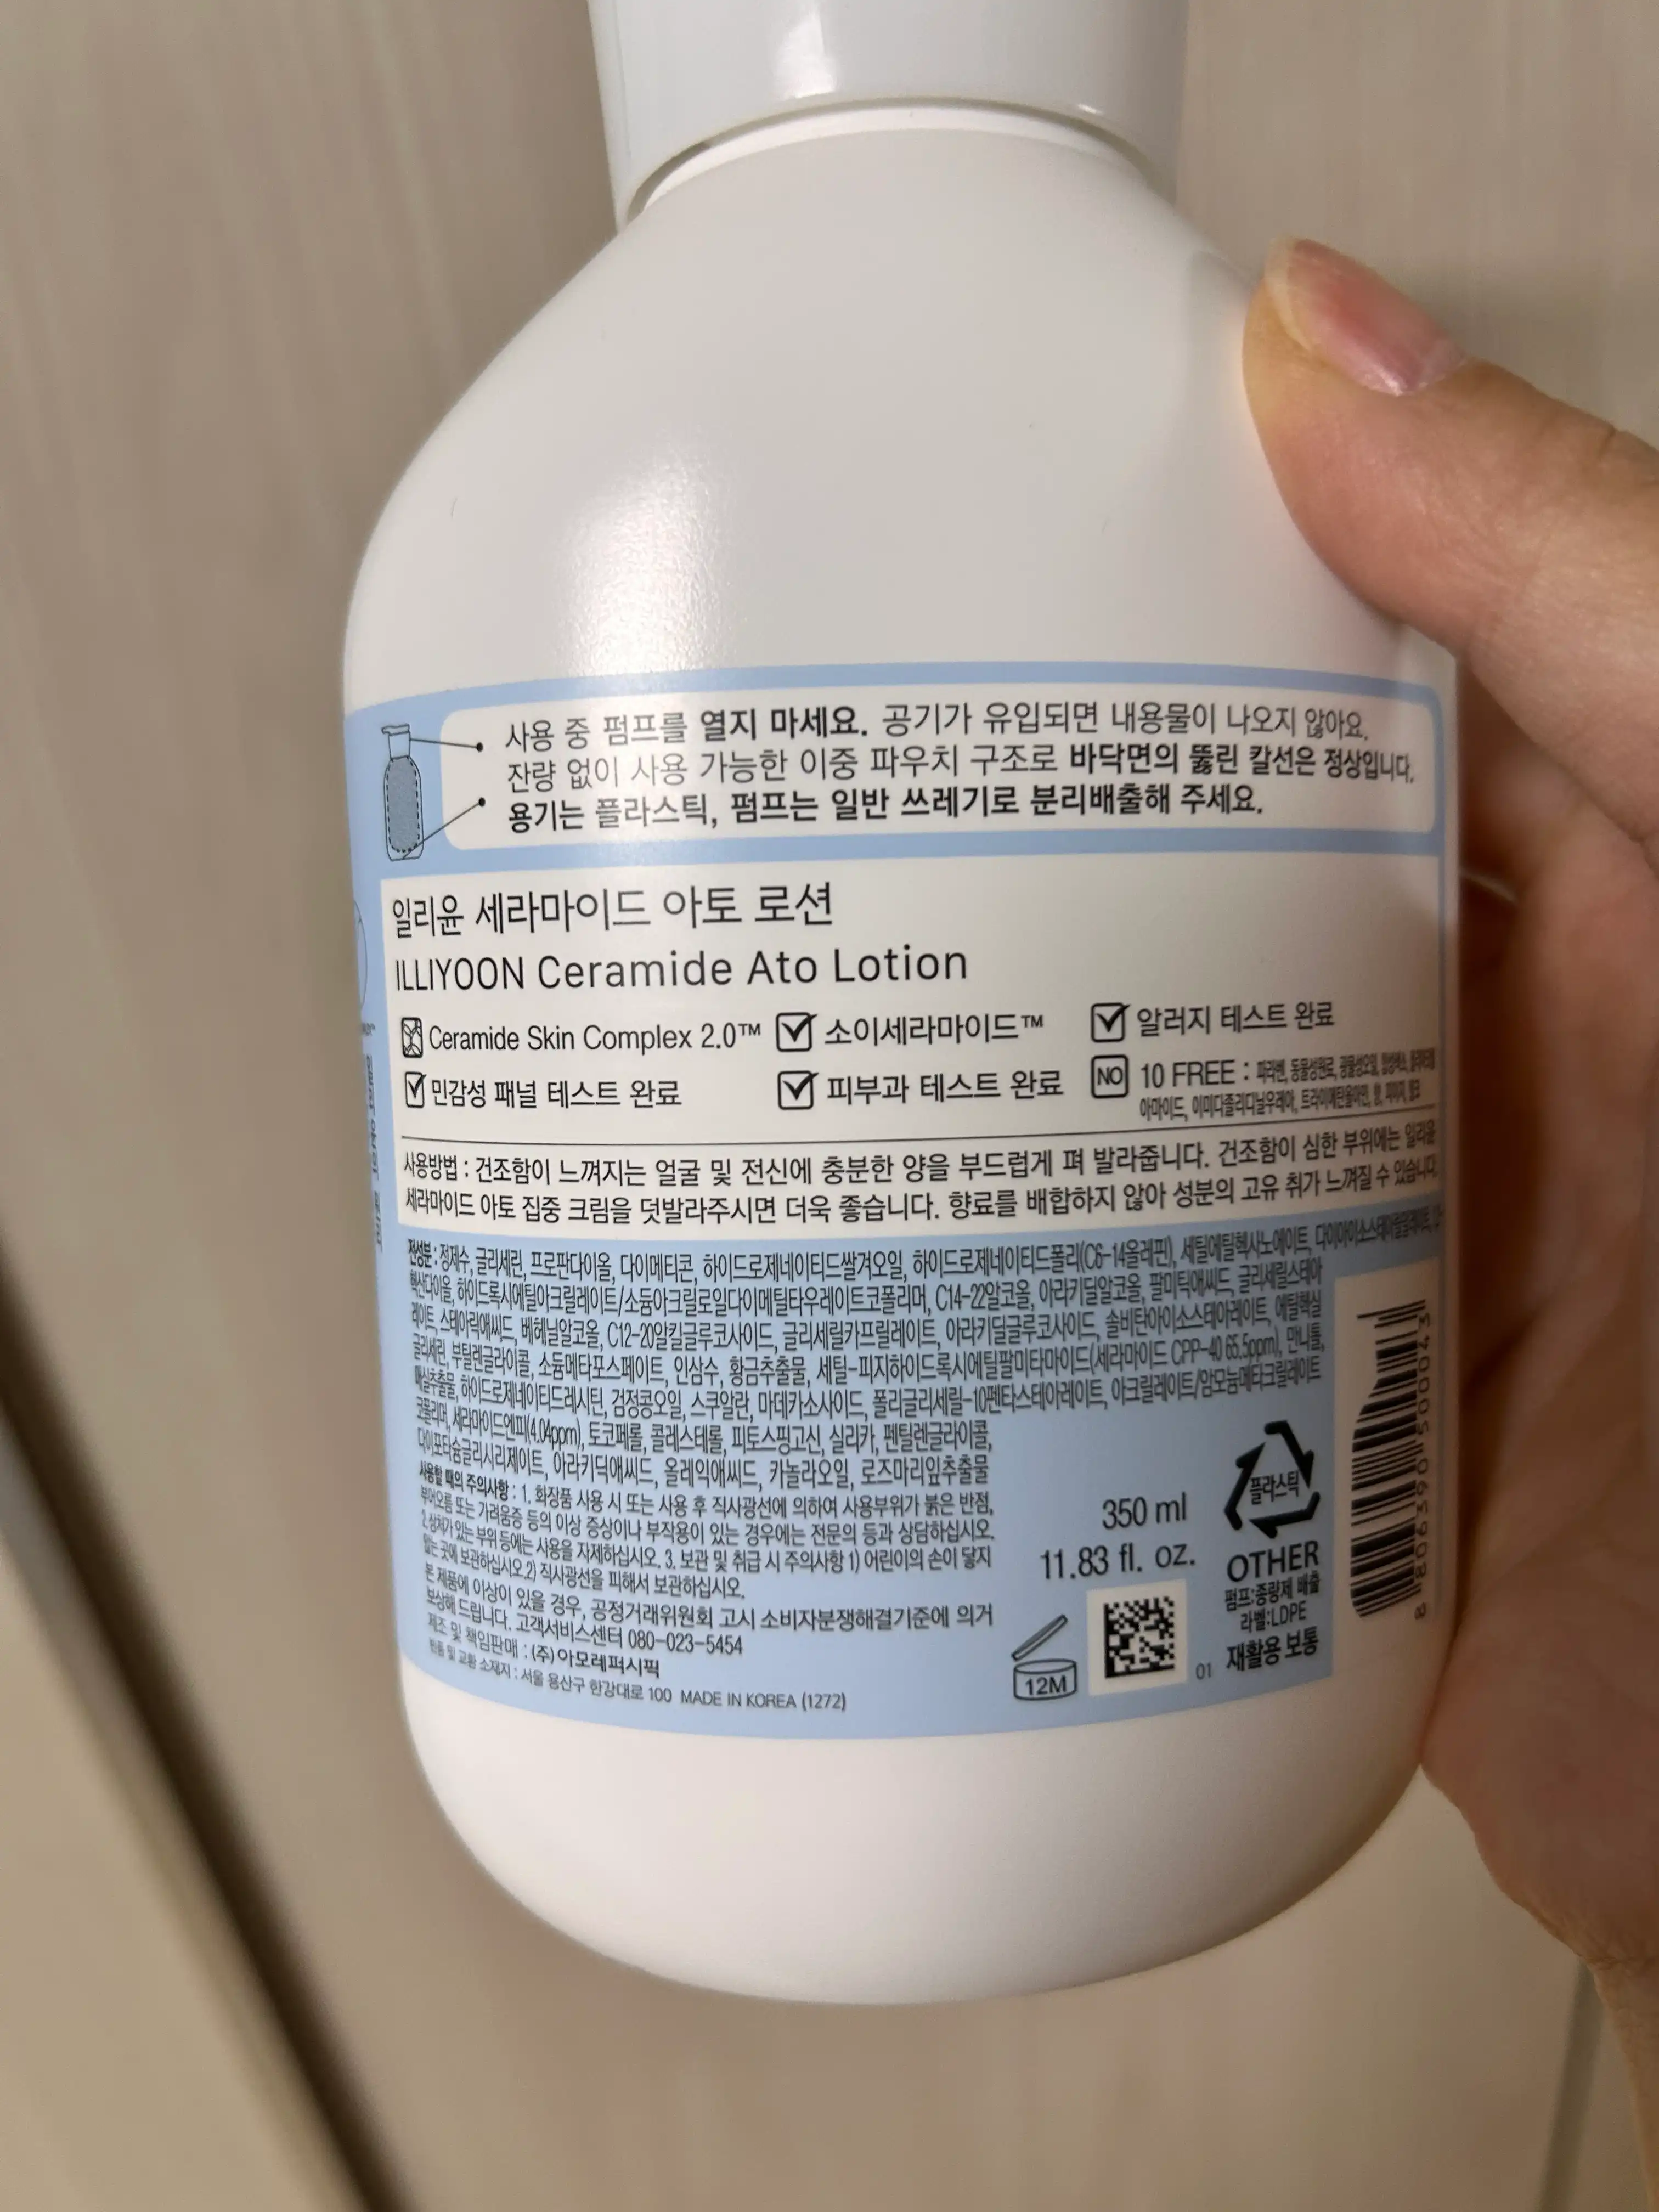 사용 중 펌프를 열지 마세요. 공기가 유입되면 내용물이 나오지 않아요.
잔량 없이 사용 가능한 이중 파우치 구조로 바닥면의 뚫린 칼선은 정상입니다.
용기는 플라스틱, 펌프는 일반 쓰레기로 분리배출해 주세요.
일리윤 세라마이드 아토 로션
ILLIYOON Ceramide Ato Lotion
Ceramide Skin Complex 2.0™ 소이세라마이드™ 알러지 테스트 완료
민감성 패널 테스트 완료 피부과 테스트 완료 NO 10 FREE : 파라벤, 동물성원료, 광물성오일,
아마이드, 이미다졸리디닐우레아, 트라이에탄올아민, 향,
사용방법 : 건조함이 느껴지는 얼굴 및 전신에 충분한 양을 부드럽게 펴 발라줍니다. 건조함이 심한 부위에는 일리윤
세라마이드 아토 집중 크림을 덧발라주시면 더욱 좋습니다. 향료를 배합하지 않아 성분의 고유 취가 느껴질 수 있습니다.
전성분 : 정제수, 글리세린, 프로판다이올, 다이메티콘, 하이드로제네이티드쌀겨오일, 하이드로제네이티드폴리(C6-14올레핀), 세틸에틸헥사노에이트,
헥산다이올, 하이드록시에틸아크릴레이트/소듐아크릴로일다이메틸타우레이트코폴리머, C14-22알코올, 아라키딜알코올, 팔미틱애씨드, 글리세릴스테아
레이트, 스테아릭애씨드, 베헤닐알코올, C12-20알킬글루코사이드, 글리세릴카프릴레이트, 아라키딜글루코사이드, 솔비탄아이소스테아레이트, 에틸헥실
글리세린, 부틸렌글라이콜, 소듐메타포스페이트, 인삼수, 황금추출물, 세틸-피지하이드록시에틸팔미타마이드(세라마이드 CPP-40 65.5ppm), 만니톨,
매실추출물, 하이드로제네이티드레시틴, 검정콩오일, 스쿠알란, 마데카소사이드, 폴리글리세릴-10펜타스테아레이트, 아크릴레이트/암모늄메타크릴레이트
코폴리머, 세라마이드엔피(4.04ppm), 토코페롤, 콜레스테롤, 피토스핑고신, 실리카, 펜틸렌글라이콜,
다이포타슘글리시리제이트, 아라키딕애씨드, 올레익애씨드, 카놀라오일, 로즈마리잎추출물
사용할 때의 주의사항 : 1. 화장품 사용 시 또는 사용 후 직사광선에 의하여 사용부위가 붉은 반점,
부어오름 또는 가려움증 등의 이상 증상이나 부작용이 있는 경우에는 전문의 등과 상담하십시오.
2. 상처가 있는 부위 등에는 사용을 자제하십시오. 3. 보관 및 취급 시 주의사항 1) 어린이의 손이 닿지
않는 곳에 보관하십시오. 2) 직사광선을 피해서 보관하십시오.
본 제품에 이상이 있을 경우, 공정거래위원회 고시 소비자분쟁해결기준에 의거
보상해 드립니다. 고객서비스센터 080-023-5454
제조 및 책임판매 : (주)아모레퍼시픽
반품 및 교환 소재지 : 서울 용산구 한강대로 100 MADE IN KOREA (1272)
350 ml
11.83 fl. oz.
12M
01
플라스틱
OTHER
펌프:종량제 배출
라벨:LDPE
재활용 보통
8 809639 050043